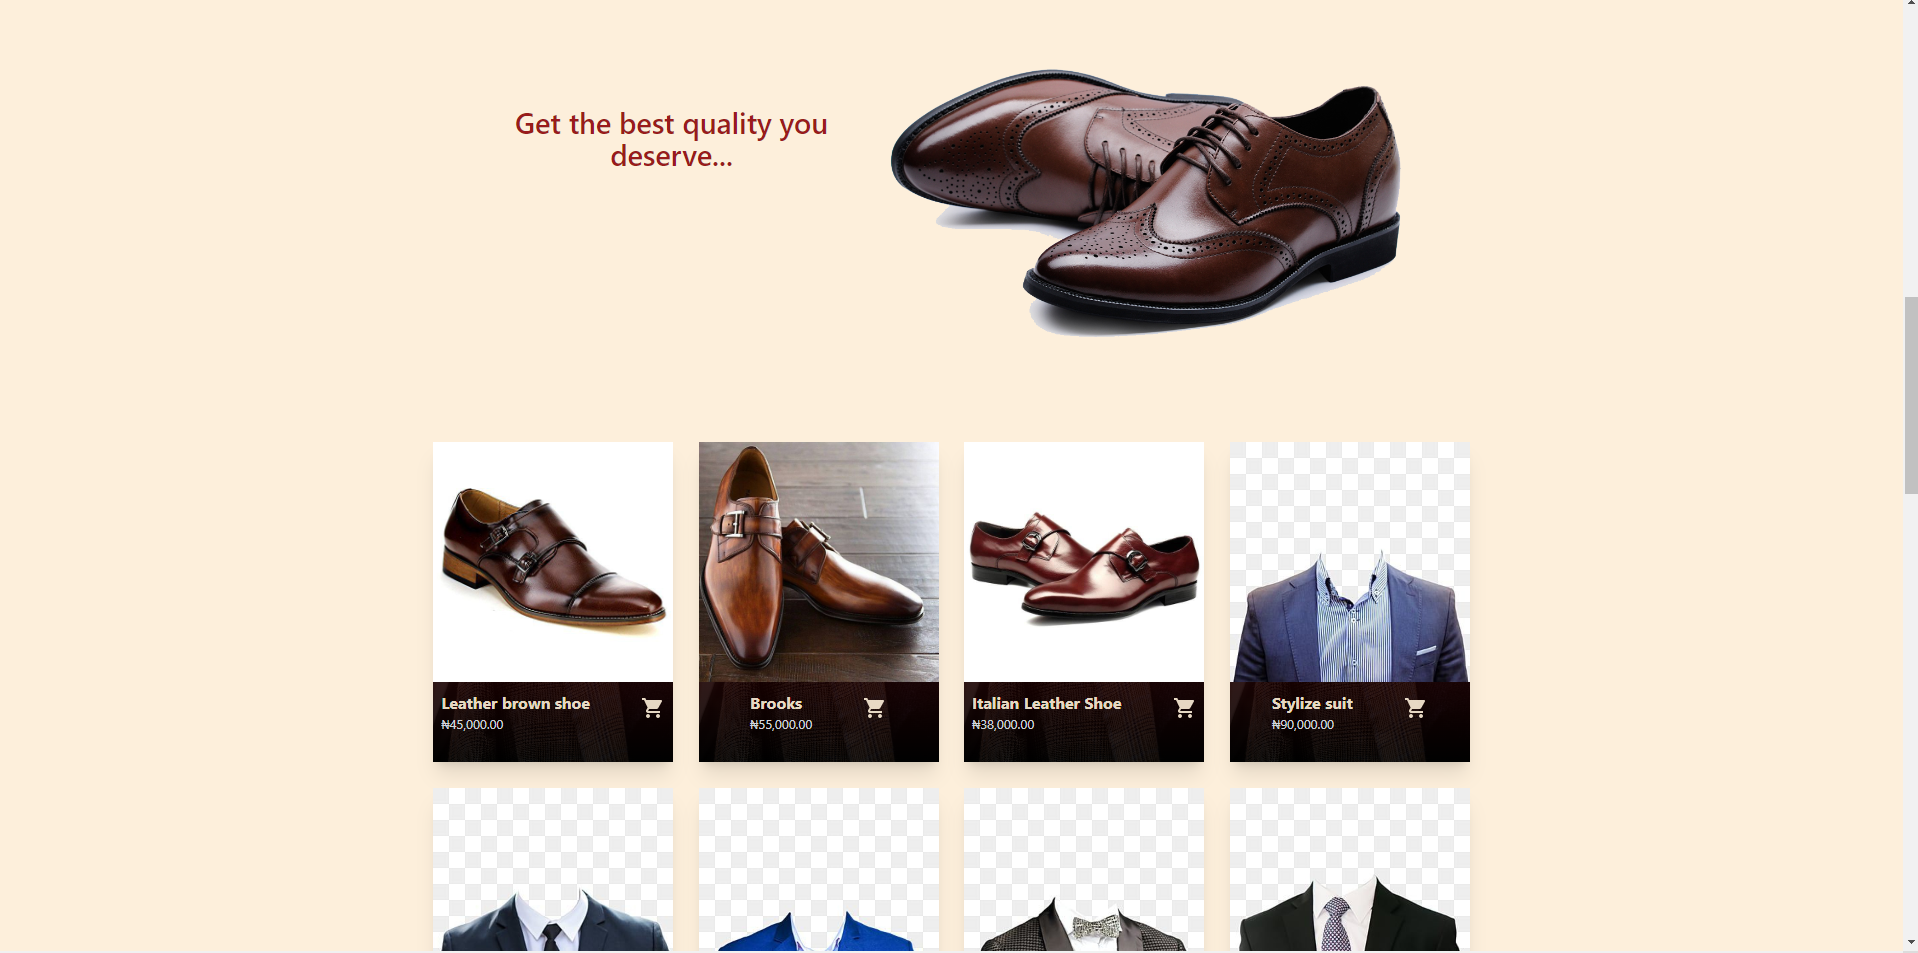 Get the best quality you
deserve...
Leather brown shoe
₦45,000.00
Brooks
₦55,000.00
Italian Leather Shoe
₦38,000.00
Stylize suit
₦90,000.00